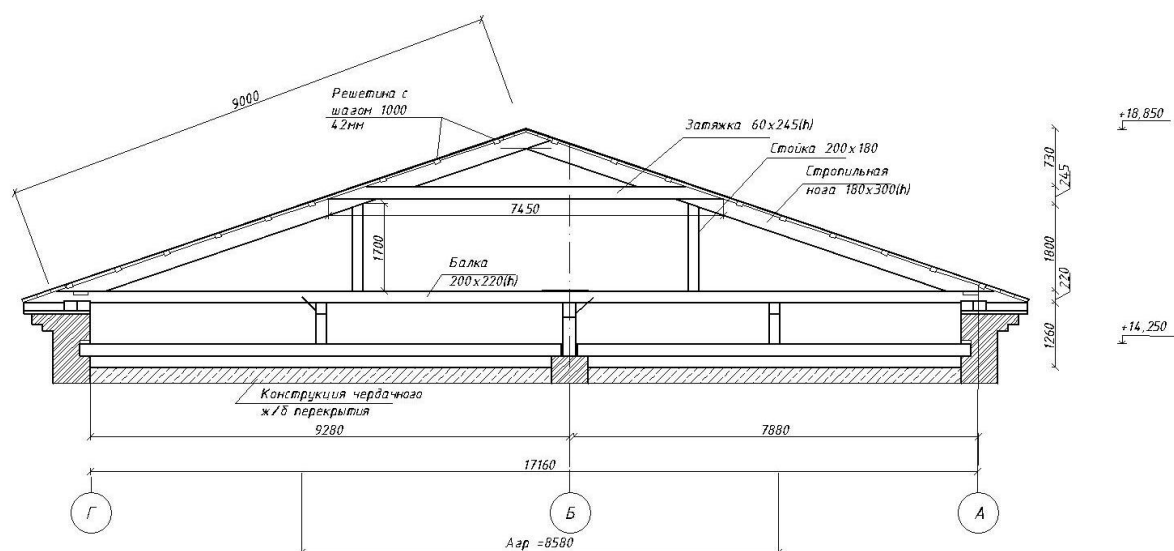 9000
Решетина с
шагом 1000
42мм
Затяжка 60х245(h)
Стойка 200х180
Стропильная
нога 180х300(h)
+18,850
730
245
1800
220
1260
+14,250
7450
1700
Балка
200х220(h)
Конструкция чердачного
ж/б перекрытия
9280
7880
17160
Г
Б
А
Aгр =8580